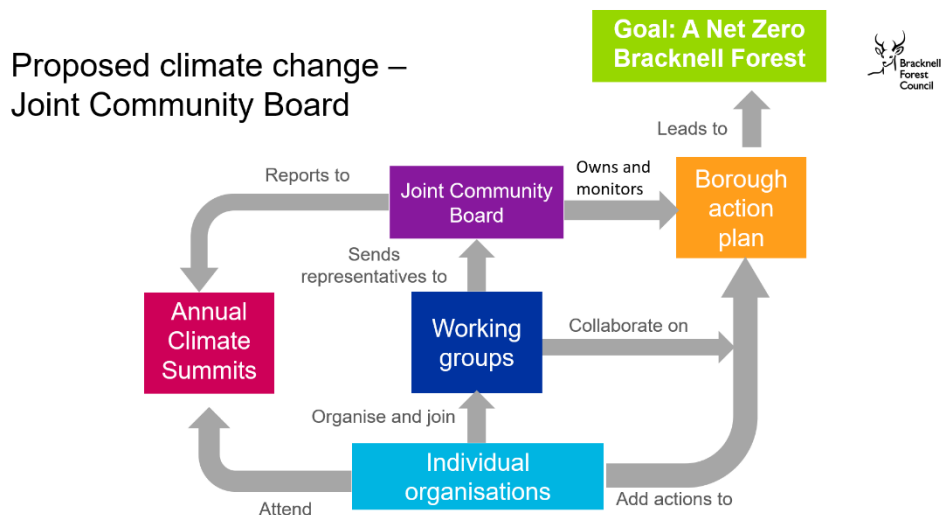 Proposed climate change –
Joint Community Board
Goal: A Net Zero
Bracknell Forest
Bracknell
Forest
Council
Leads to
Reports to
Joint Community
Board
Owns and
monitors
Borough
action
plan
Sends
representatives to
Annual
Climate
Summits
Working
groups
Collaborate on
Organise and join
Individual
organisations
Attend
Add actions to